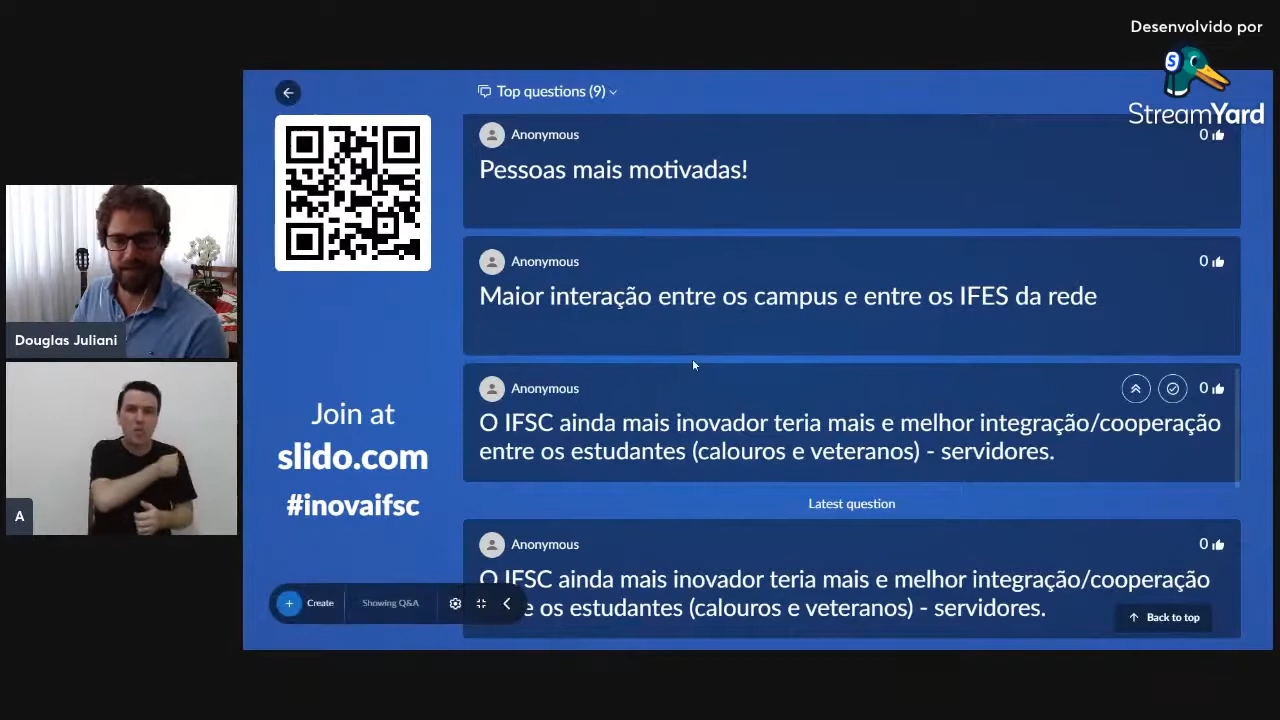 Desenvolvido por
StreamYard
Top questions (9)
Anonymous
0
Pessoas mais motivadas!
Anonymous
0
Maior interação entre os campus e entre os IFES da rede
Anonymous
0
O IFSC ainda mais inovador teria mais e melhor integração/cooperação
entre os estudantes (calouros e veteranos) - servidores.
Latest question
Anonymous
0
O IFSC ainda mais inovador teria mais e melhor integração/cooperação
e os estudantes (calouros e veteranos) - servidores.
Back to top
Join at
slido.com
#inovaifsc
Create
Showing Q&A
Douglas Juliani
A